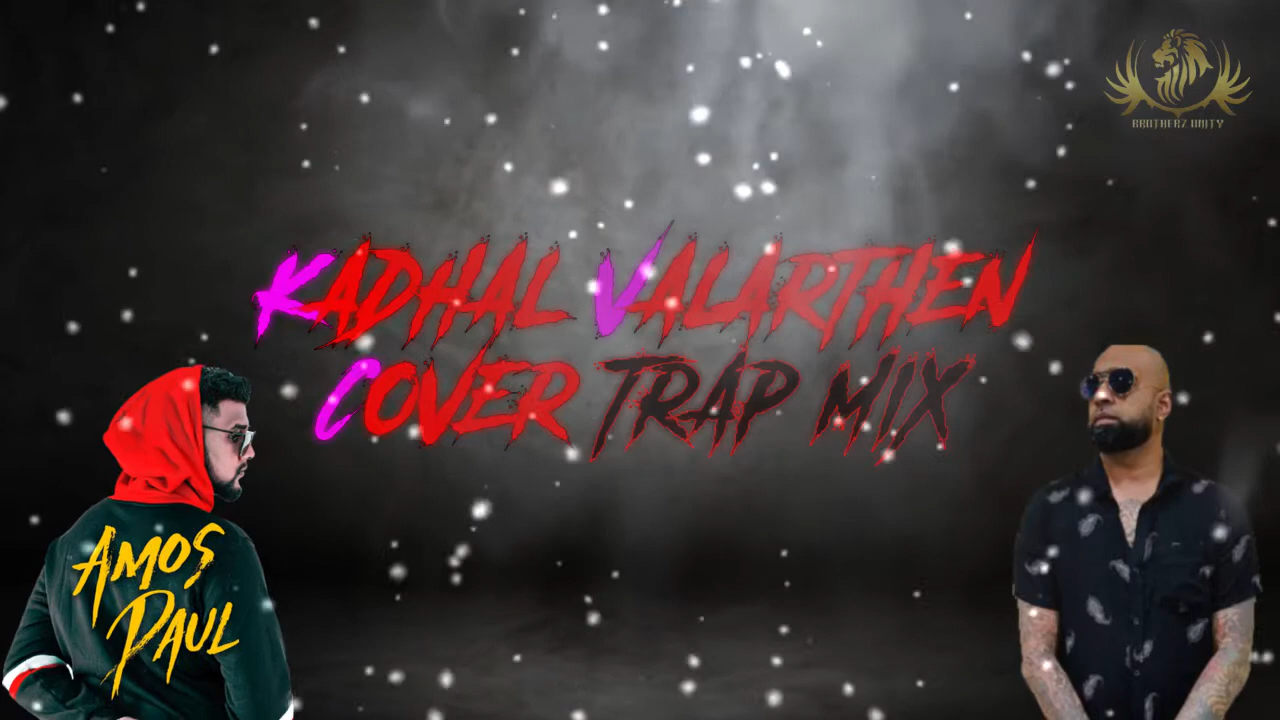 BROTHERZ UNITY
KADHAL VALARTHEN
COVER TRAP MIX
AMOS
PAUL